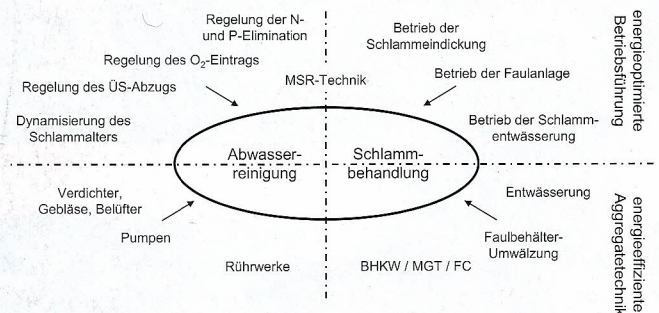 Regelung der N-
und P-Elimination
Betrieb der
Schlammeindickung
Regelung des O₂-Eintrags
MSR-Technik
Betrieb der Faulanlage
Regelung des ÜS-Abzugs
Dynamisierung des
Schlammalters
Betrieb der Schlamm-
entwässerung
energieoptimierte
Betriebsführung
Abwasser-
reinigung
Schlamm-
behandlung
Verdichter,
Gebläse, Belüfter
Entwässerung
Pumpen
Faulbehälter-
Umwälzung
Rührwerke
BHKW / MGT / FC
energieeffiziente
Aggregatetechnik